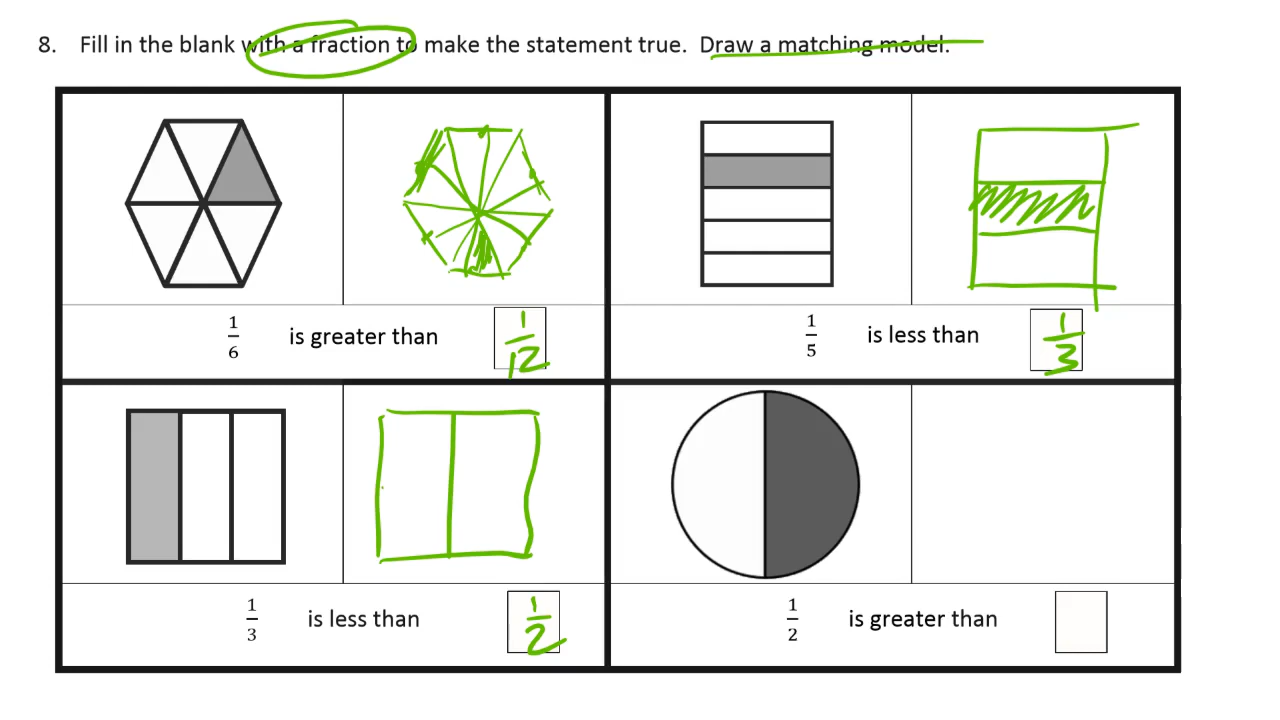 8. Fill in the blank with a fraction to make the statement true. Draw a matching model.
1/6 is greater than 1/12
1/5 is less than 1/3
1/3 is less than 1/2
1/2 is greater than